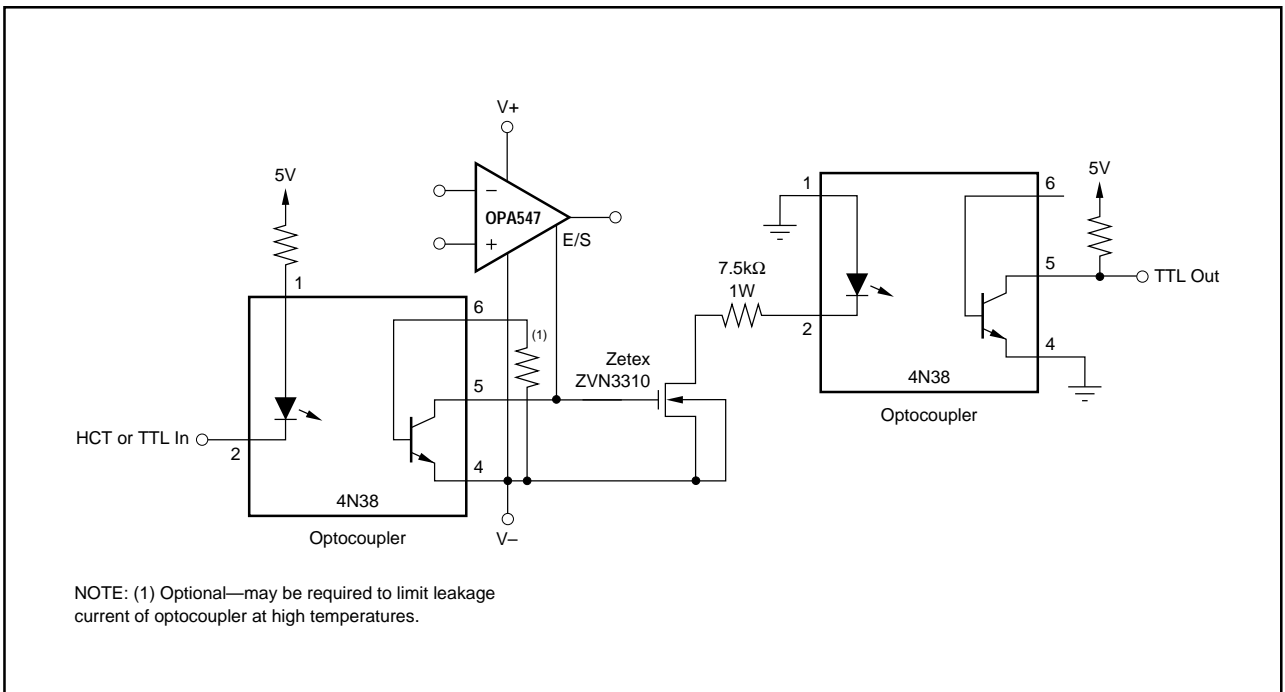 V+
5V
−
OPA547
+
E/S
1
6
(1)
5
4
HCT or TTL In
2
4N38
Optocoupler
V–
Zetex
ZVN3310
7.5kΩ
1W
1
2
6
5V
5
TTL Out
4
4N38
Optocoupler
NOTE: (1) Optional—may be required to limit leakage
current of optocoupler at high temperatures.